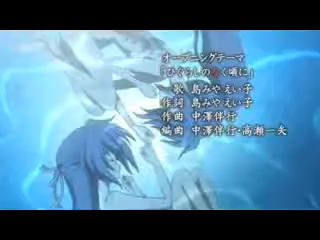 オープニングテーマ
「ひぐらしのなく頃に」
歌 島みやえい子
作詞 島みやえい子
作曲 中澤伴行
編曲 中澤伴行・高瀬一矢